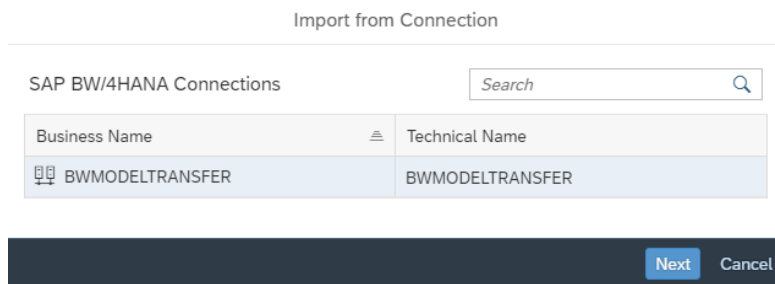 Import from Connection
SAP BW/4HANA Connections
Search
Business Name
Technical Name
BWMODELTRANSFER
BWMODELTRANSFER
Next
Cancel